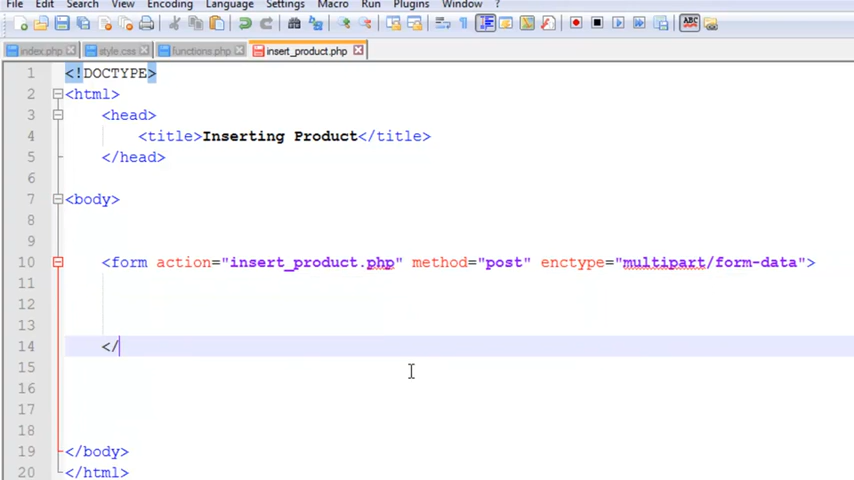 File Edit Search View Encoding Language Settings Macro Run Plugins Window ?
index.php style.css functions.php insert_product.php
1 <!DOCTYPE>
2 <html>
3 <head>
4 <title>Inserting Product</title>
5 </head>
6
7 <body>
8
9
10 <form action="insert_product.php" method="post" enctype="multipart/form-data">
11
12
13
14 </
15
16
17
18
19 </body>
20 </html>